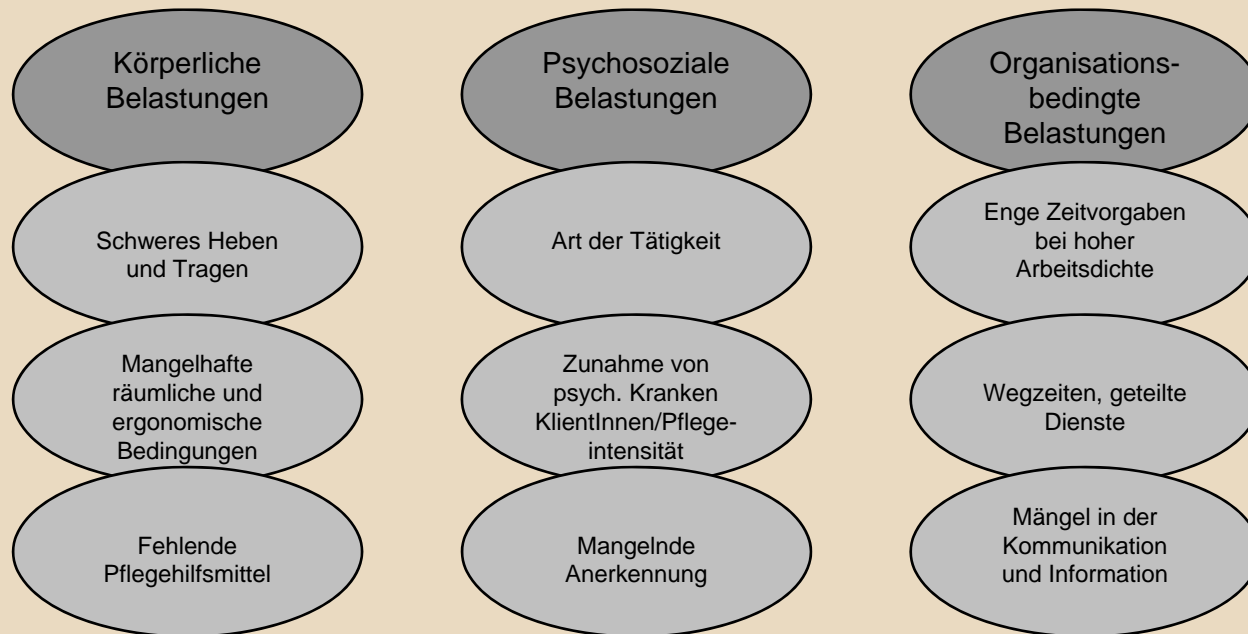 Körperliche
Belastungen
Schweres Heben
und Tragen
Mangelhafte
räumliche und
ergonomische
Bedingungen
Fehlende
Pflegehilfsmittel
Psychosoziale
Belastungen
Art der Tätigkeit
Zunahme von
psych. Kranken
KlientInnen/Pflege-
intensität
Mangelnde
Anerkennung
Organisations-
bedingte
Belastungen
Enge Zeitvorgaben
bei hoher
Arbeitsdichte
Wegzeiten, geteilte
Dienste
Mängel in der
Kommunikation
und Information